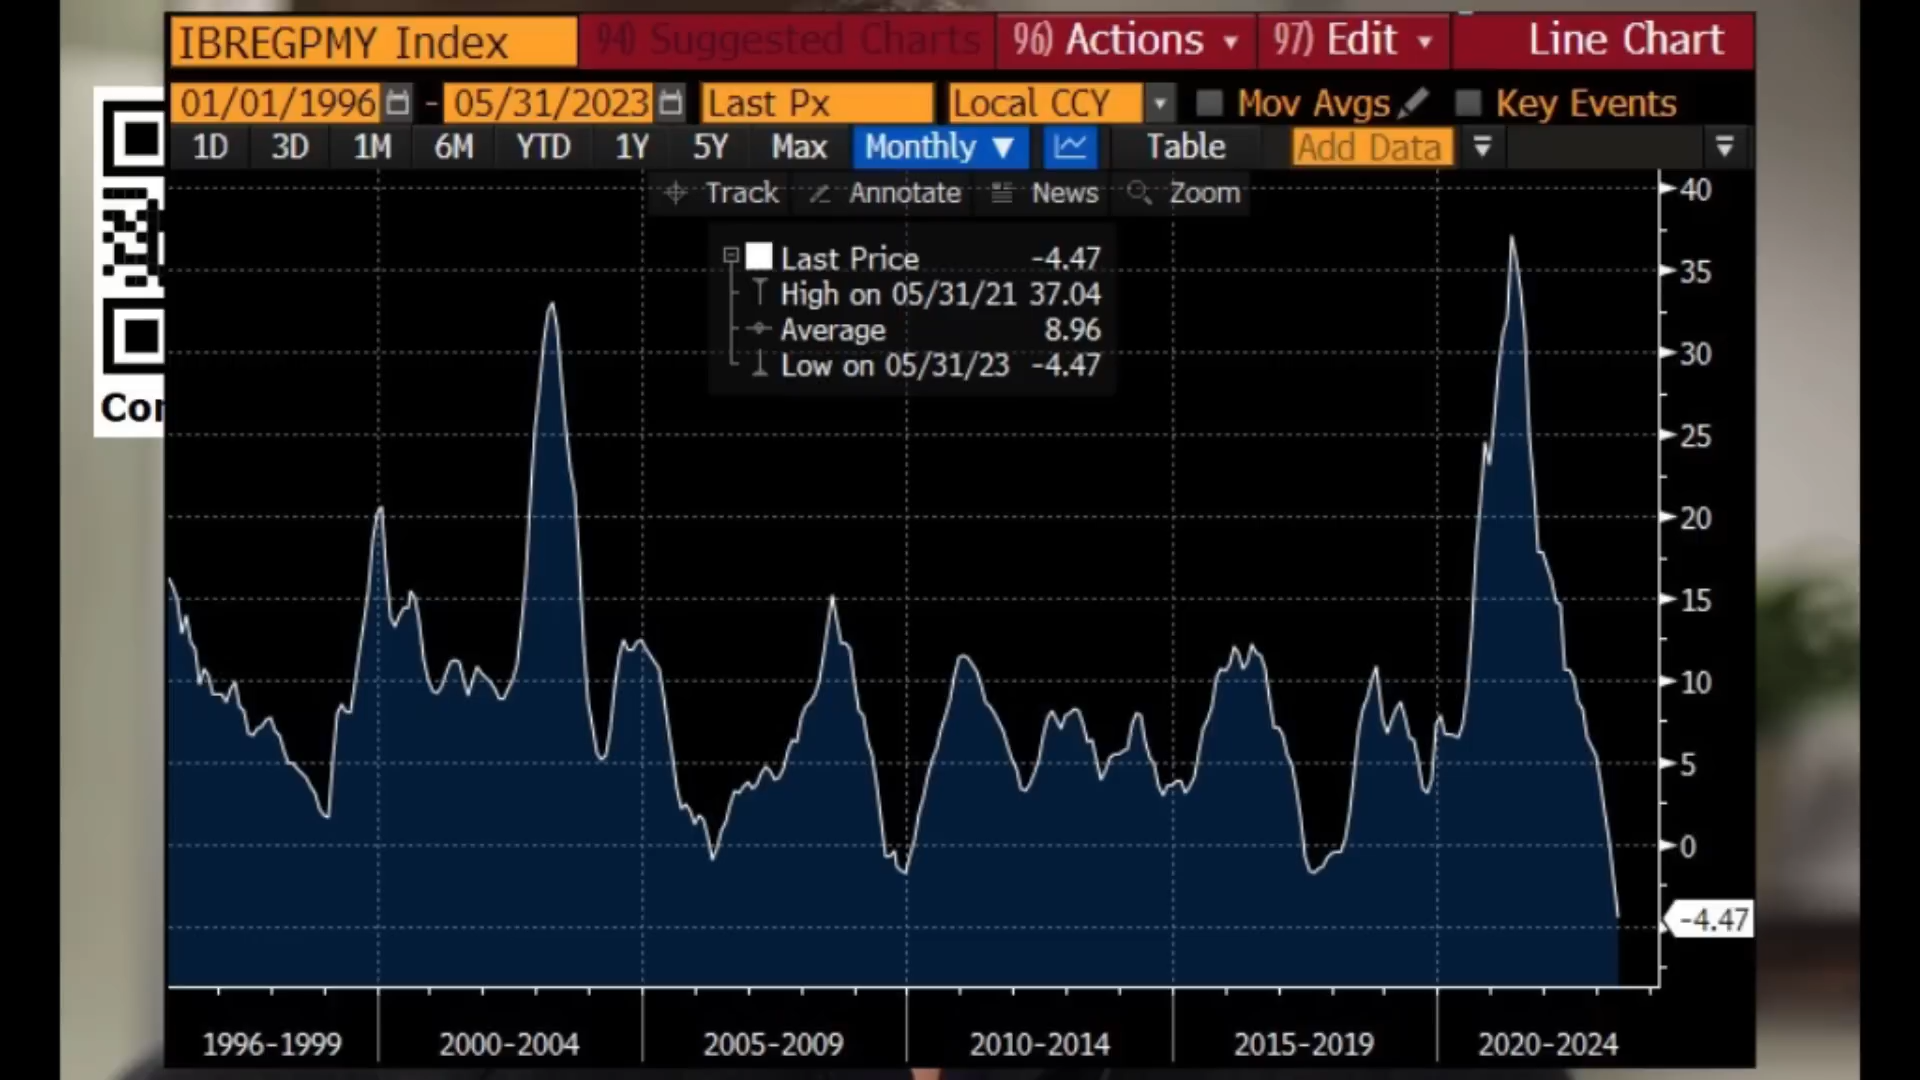 IBREGPMY Index 94) Suggested Charts 96) Actions 97) Edit Line Chart
01/01/1996 - 05/31/2023 Last Px Local CCY Mov Avgs Key Events
1D 3D 1M 6M YTD 1Y 5Y Max Monthly ▼ Table Add Data
Track Annotate News Zoom
Last Price -4.47
High on 05/31/21 37.04
Average 8.96
Low on 05/31/23 -4.47
40
35
30
25
20
15
10
5
0
-4.47
1996-1999 2000-2004 2005-2009 2010-2014 2015-2019 2020-2024